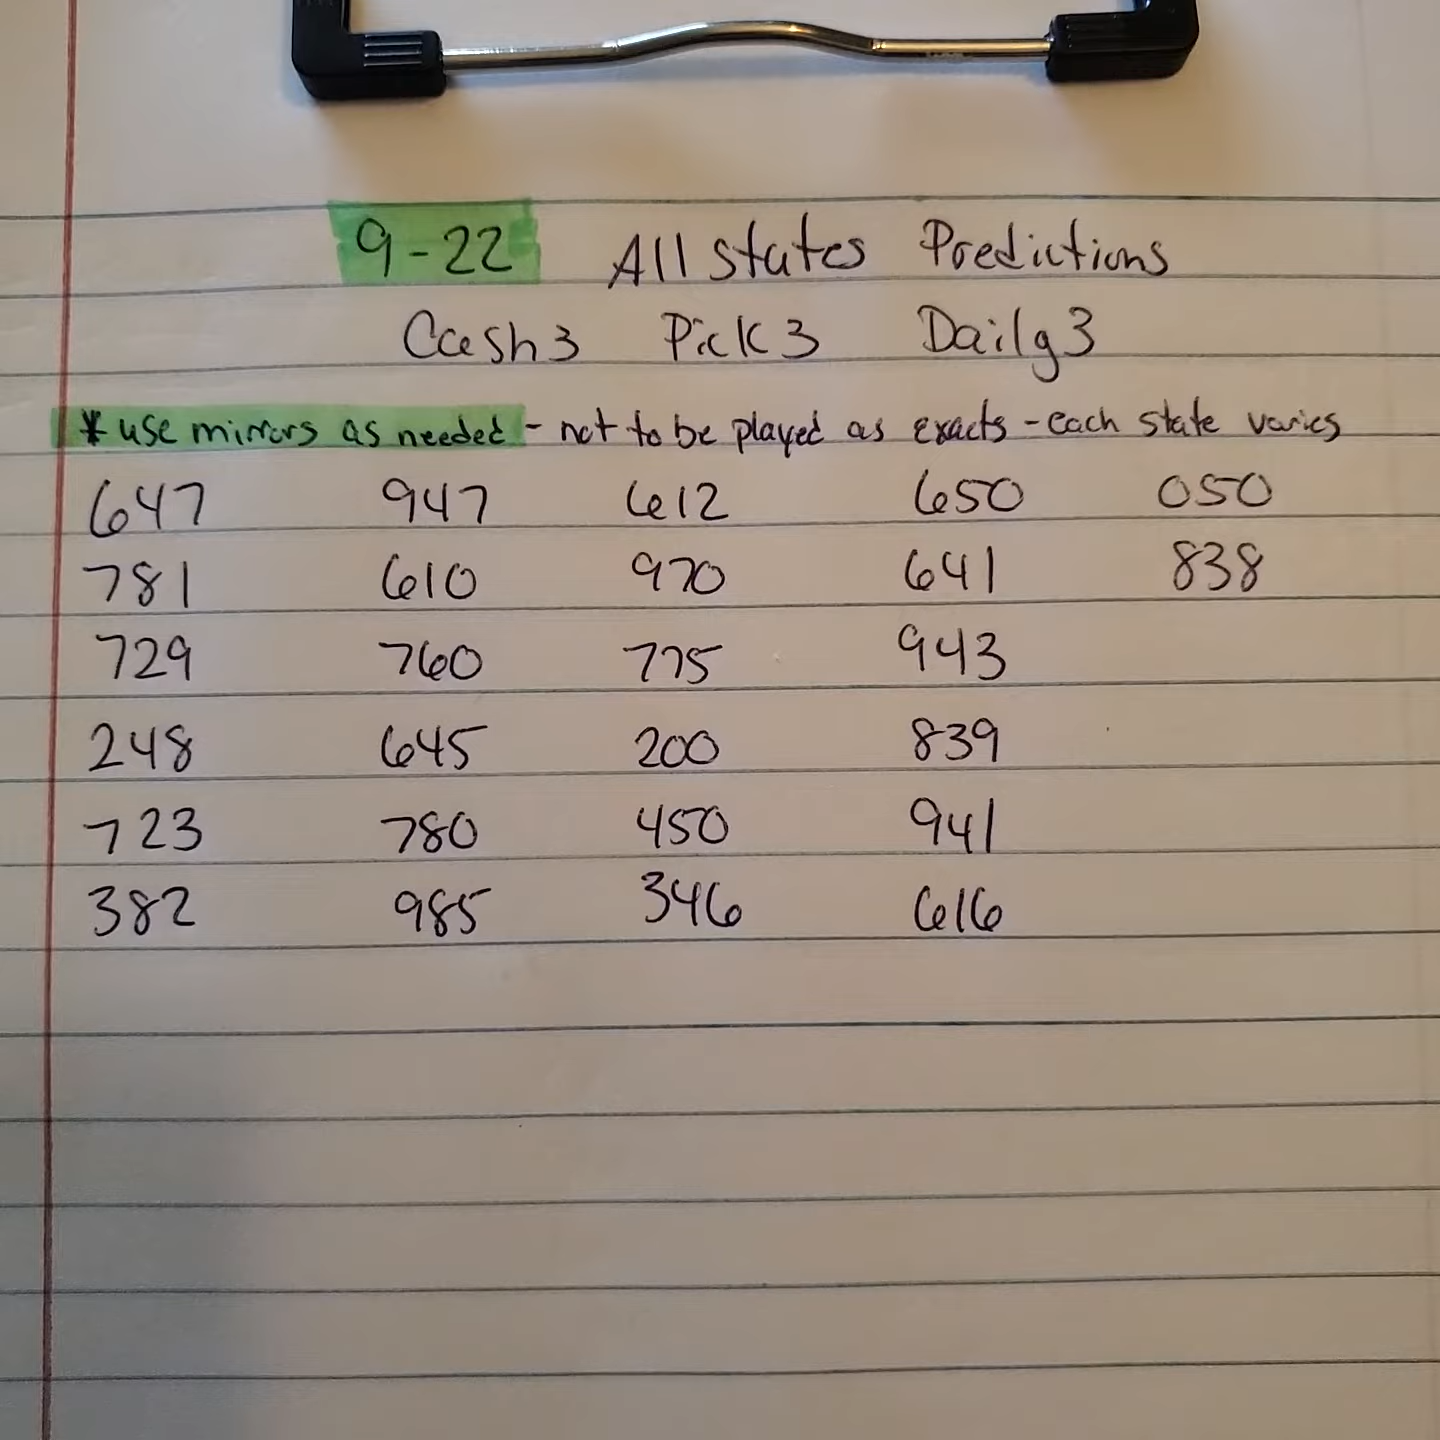 9-22 All states Predictions
Cash3 Pick3 Daily3
* use mirrors as needed - not to be played as exacts - each state varies
647 947 612 650 050
781 610 970 641 838
729 760 775 943
248 645 200 839
723 780 450 941
382 985 346 616